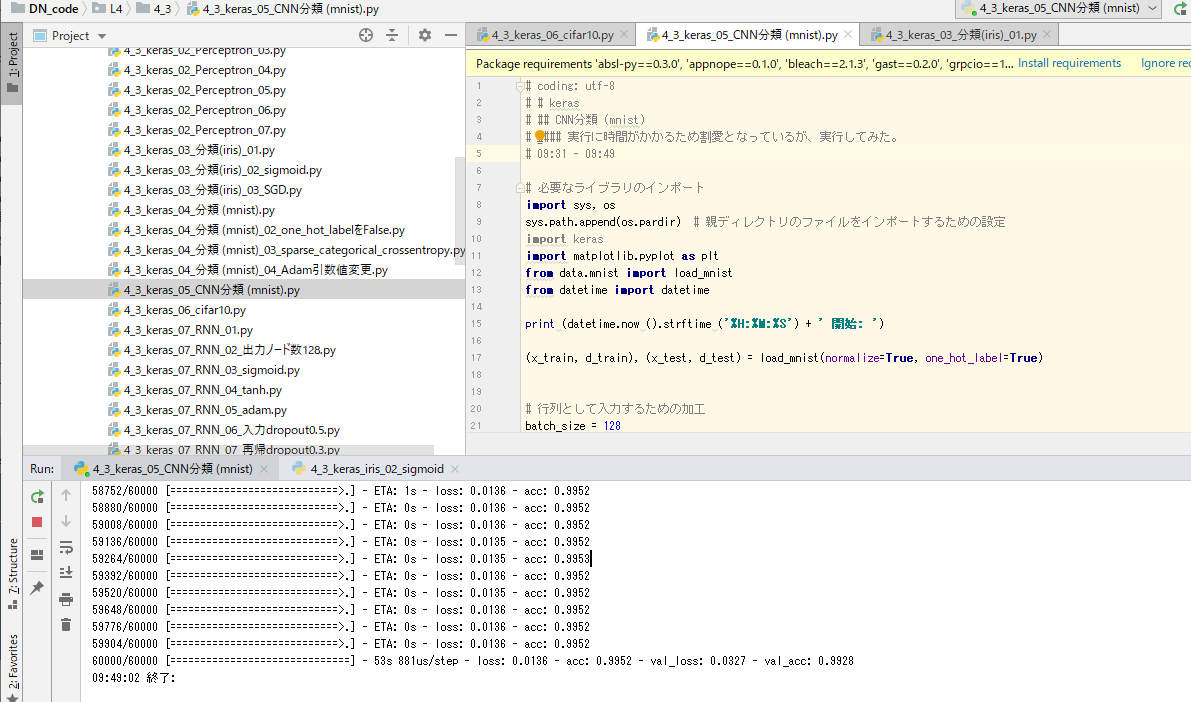 DN_code L4 4_3 4_3_keras_05_CNN分類 (mnist).py 4_3_keras_05_CNN分類 (mnist)
1: Project
Project
4_3_keras_02_Perceptron_03.py
4_3_keras_02_Perceptron_04.py
4_3_keras_02_Perceptron_05.py
4_3_keras_02_Perceptron_06.py
4_3_keras_02_Perceptron_07.py
4_3_keras_03_分類(iris)_01.py
4_3_keras_03_分類(iris)_02_sigmoid.py
4_3_keras_03_分類(iris)_03_SGD.py
4_3_keras_04_分類 (mnist).py
4_3_keras_04_分類 (mnist)_02_one_hot_labelをFalse.py
4_3_keras_04_分類 (mnist)_03_sparse_categorical_crossentropy.py
4_3_keras_04_分類 (mnist)_04_Adam引数値変更.py
4_3_keras_05_CNN分類 (mnist).py
4_3_keras_06_cifar10.py
4_3_keras_07_RNN_01.py
4_3_keras_07_RNN_02_出力ノード数128.py
4_3_keras_07_RNN_03_sigmoid.py
4_3_keras_07_RNN_04_tanh.py
4_3_keras_07_RNN_05_adam.py
4_3_keras_07_RNN_06_入力dropout0.5.py
4_3_keras_07_RNN_07_再帰dropout0.3.py
4_3_keras_06_cifar10.py 4_3_keras_05_CNN分類 (mnist).py 4_3_keras_03_分類(iris)_01.py
Package requirements 'absl-py==0.3.0', 'appnope==0.1.0', 'bleach==2.1.3', 'gast==0.2.0', 'grpcio==1... Install requirements Ignore rec
1 # coding: utf-8
2 # # keras
3 # ## CNN分類 (mnist)
4 # ### 実行に時間がかかるため割愛となっているが、実行してみた。
5 # 09:31 - 09:49
6
7 # 必要なライブラリのインポート
8 import sys, os
9 sys.path.append(os.pardir) # 親ディレクトリのファイルをインポートするための設定
10 import keras
11 import matplotlib.pyplot as plt
12 from data.mnist import load_mnist
13 from datetime import datetime
14
15 print (datetime.now ().strftime ('%H:%M:%S') + ' 開始: ')
16
17 (x_train, d_train), (x_test, d_test) = load_mnist(normalize=True, one_hot_label=True)
18
19
20 # 行列として入力するための加工
21 batch_size = 128
Run: 4_3_keras_05_CNN分類 (mnist) 4_3_keras_iris_02_sigmoid
58752/60000 [============================>.] - ETA: 1s - loss: 0.0136 - acc: 0.9952
58880/60000 [============================>.] - ETA: 0s - loss: 0.0136 - acc: 0.9952
59008/60000 [============================>.] - ETA: 0s - loss: 0.0136 - acc: 0.9952
59136/60000 [============================>.] - ETA: 0s - loss: 0.0135 - acc: 0.9952
59264/60000 [============================>.] - ETA: 0s - loss: 0.0135 - acc: 0.9953
59392/60000 [============================>.] - ETA: 0s - loss: 0.0136 - acc: 0.9952
59520/60000 [============================>.] - ETA: 0s - loss: 0.0135 - acc: 0.9952
59648/60000 [============================>.] - ETA: 0s - loss: 0.0136 - acc: 0.9952
59776/60000 [============================>.] - ETA: 0s - loss: 0.0136 - acc: 0.9952
59904/60000 [============================>.] - ETA: 0s - loss: 0.0136 - acc: 0.9952
60000/60000 [==============================] - 53s 881us/step - loss: 0.0136 - acc: 0.9952 - val_loss: 0.0327 - val_acc: 0.9928
09:49:02 終了:
7: Structure
2: Favorites